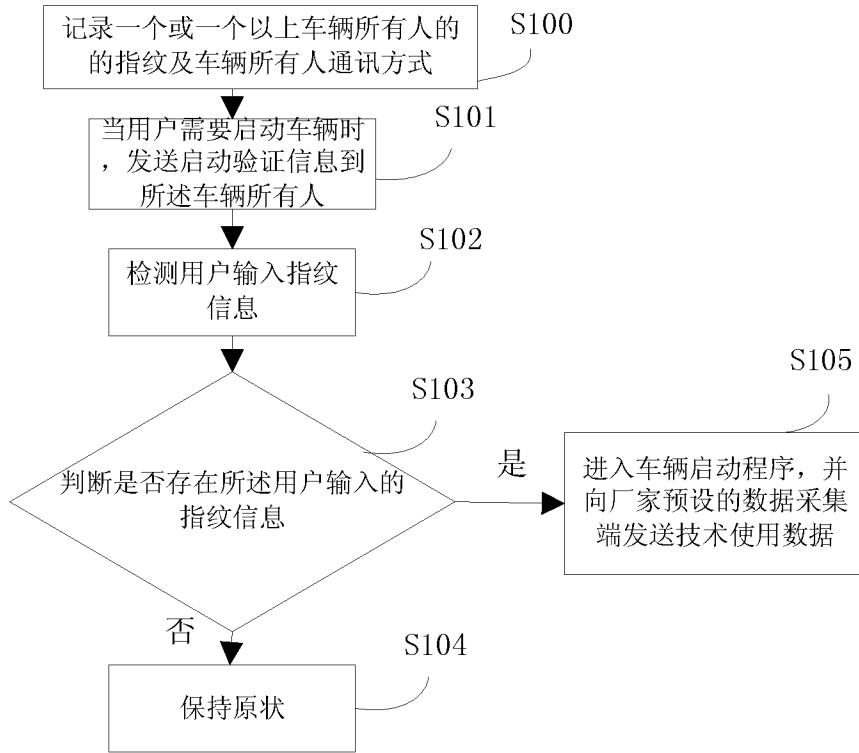 记录一个或一个以上车辆所有人的
的指纹及车辆所有人通讯方式
S100
当用户需要启动车辆时
，发送启动验证信息到
所述车辆所有人
S101
检测用户输入指纹
信息
S102
判断是否存在所述用户输入的
指纹信息
S103
是
进入车辆启动程序，并
向厂家预设的数据采集
端发送技术使用数据
S105
否
保持原状
S104